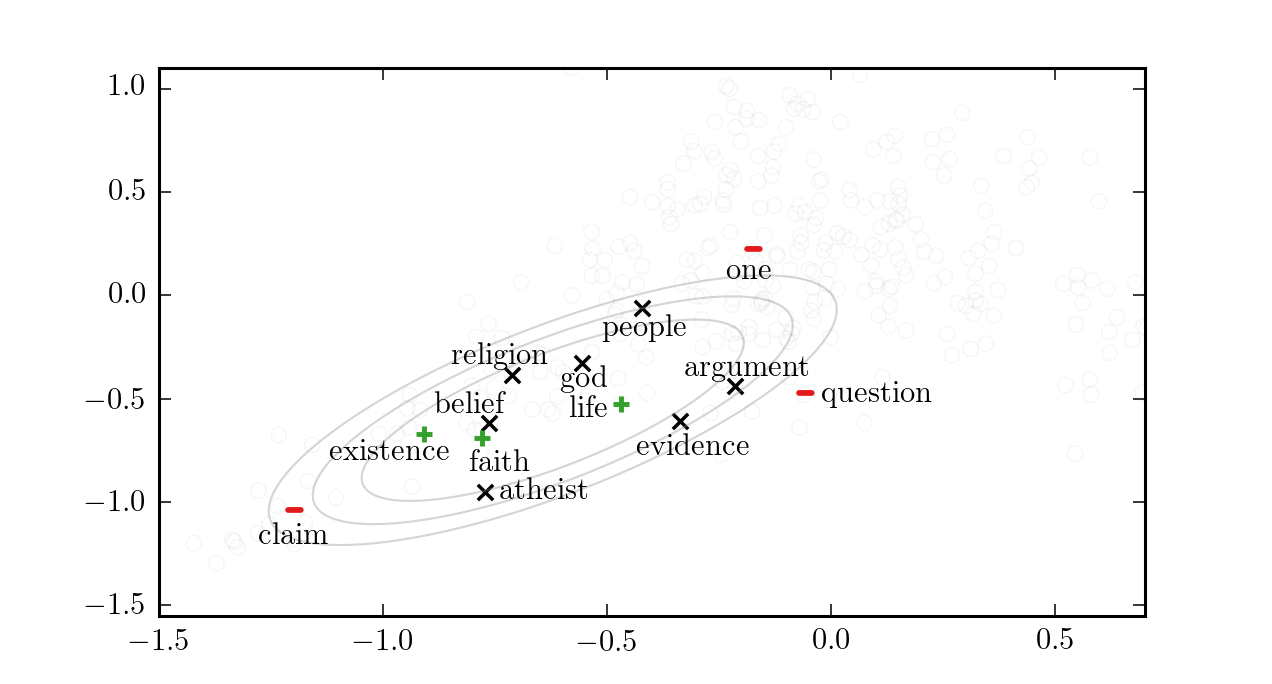 1.0
0.5
0.0
−0.5
−1.0
−1.5
one
people
religion
argument
god
question
belief
life
evidence
existence
faith
atheist
claim
−1.5
−1.0
−0.5
0.0
0.5